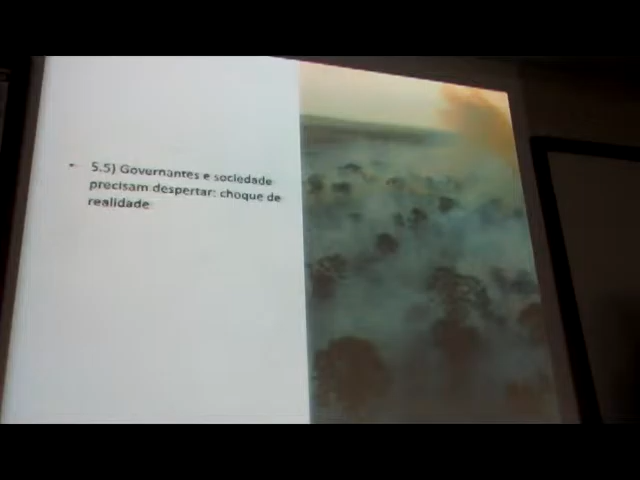 • 5.5) Governantes e sociedade
precisam despertar: choque de
realidade